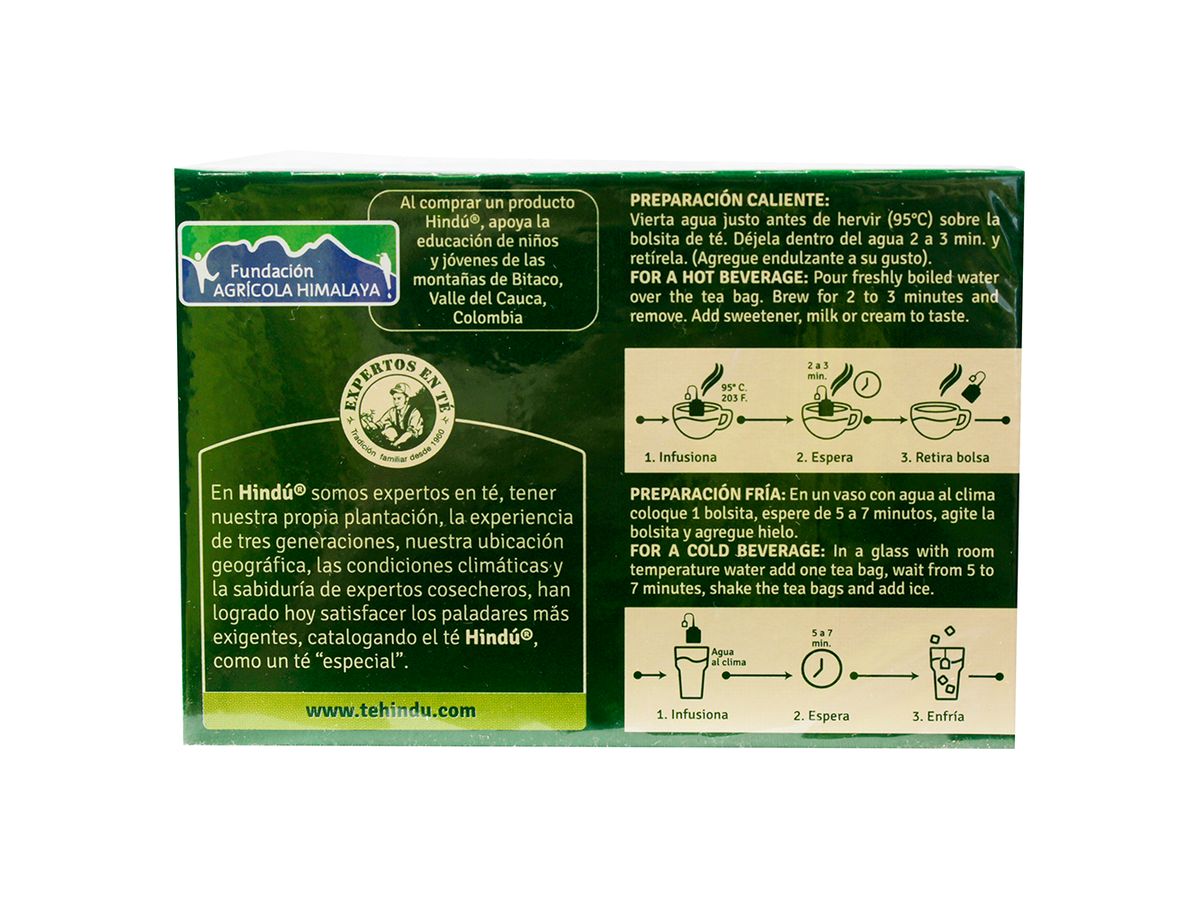 Fundación
AGRÍCOLA HIMALAYA
Al comprar un producto
Hindú®, apoya la
educación de niños
y jóvenes de las
montañas de Bitaco,
Valle del Cauca,
Colombia
EXPERTOS EN TÉ
Tradición familiar desde 1960
En Hindú® somos expertos en té, tener
nuestra propia plantación, la experiencia
de tres generaciones, nuestra ubicación
geográfica, las condiciones climáticas y
la sabiduría de expertos cosecheros, han
logrado hoy satisfacer los paladares más
exigentes, catalogando el té Hindú®,
como un té “especial”.
www.tehindu.com
PREPARACIÓN CALIENTE:
Vierta agua justo antes de hervir (95°C) sobre la
bolsita de té. Déjela dentro del agua 2 a 3 min. y
retírela. (Agregue endulzante a su gusto).
FOR A HOT BEVERAGE: Pour freshly boiled water
over the tea bag. Brew for 2 to 3 minutes and
remove. Add sweetener, milk or cream to taste.
95° C.
203 F.
2 a 3
min.
1. Infusiona
2. Espera
3. Retira bolsa
PREPARACIÓN FRÍA: En un vaso con agua al clima
coloque 1 bolsita, espere de 5 a 7 minutos, agite la
bolsita y agregue hielo.
FOR A COLD BEVERAGE: In a glass with room
temperature water add one tea bag, wait from 5 to
7 minutes, shake the tea bags and add ice.
Agua
al clima
5 a 7
min.
1. Infusiona
2. Espera
3. Enfría